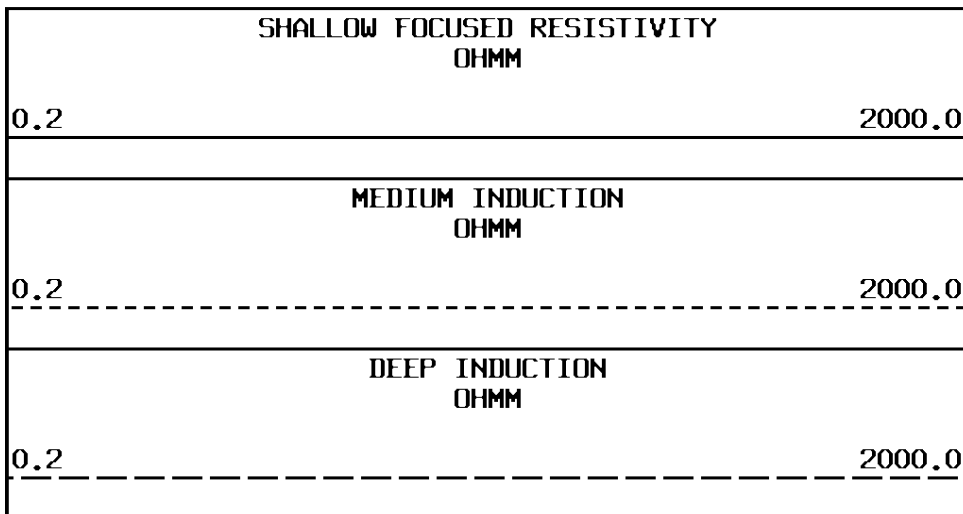 SHALLOW FOCUSED RESISTIVITY
OHMM
0.2 2000.0
MEDIUM INDUCTION
OHMM
0.2 2000.0
DEEP INDUCTION
OHMM
0.2 2000.0